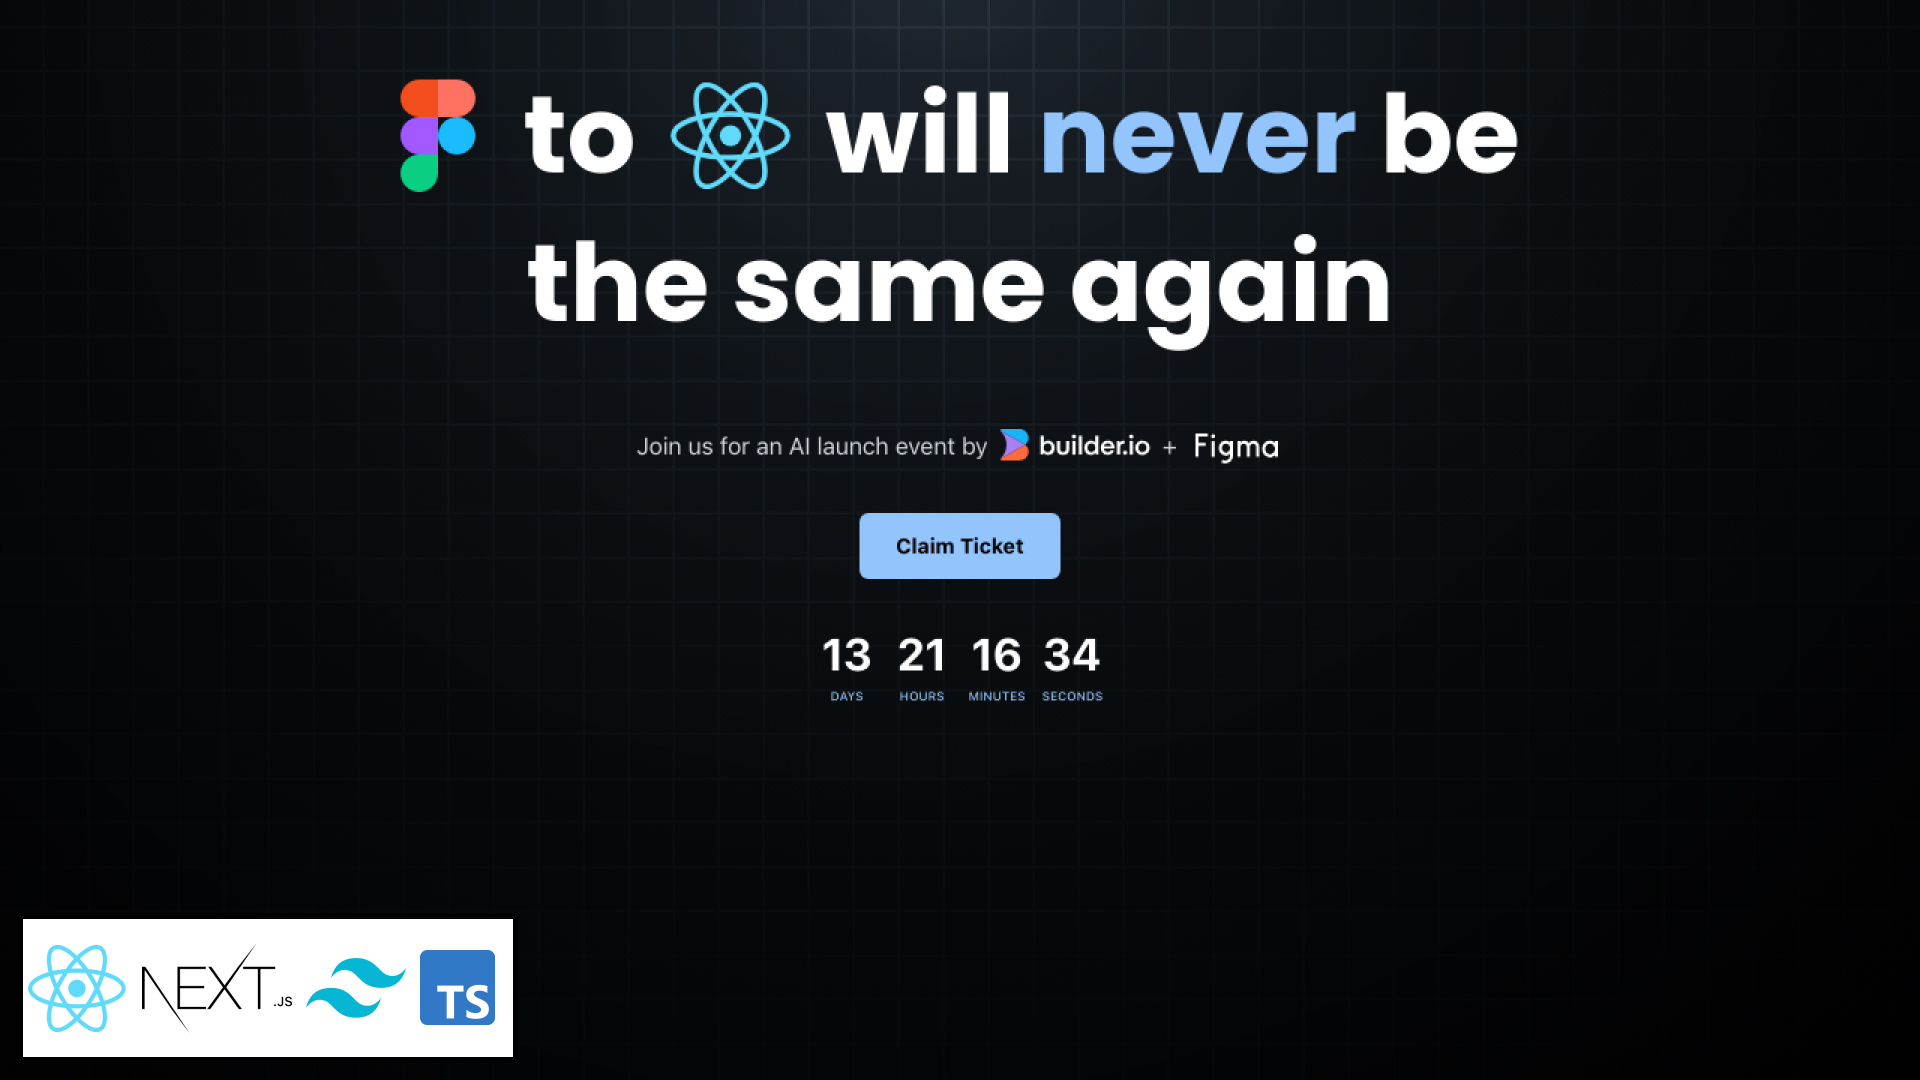 to will never be
the same again
Join us for an AI launch event by builder.io + Figma
Claim Ticket
13 21 16 34
DAYS HOURS MINUTES SECONDS
NEXT.JS TS